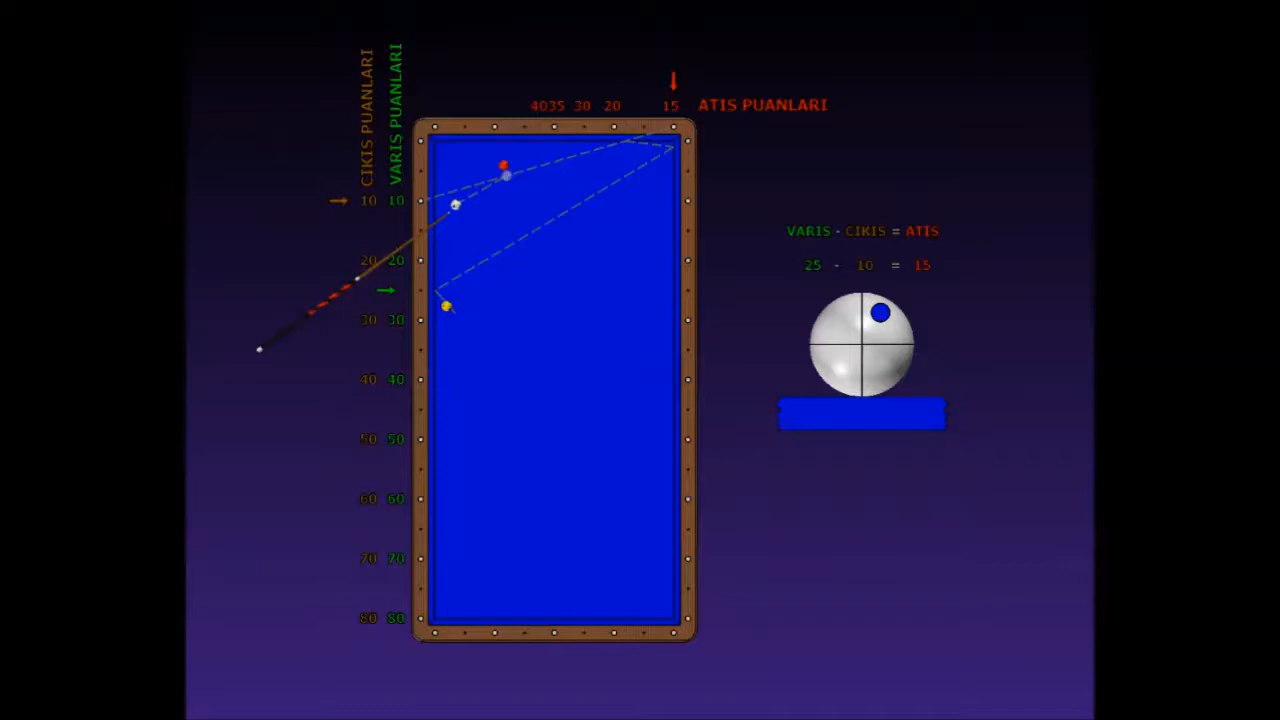 CIKIS PUANLARI
VARIS PUANLARI
4035 30 20 15 ATIS PUANLARI
10 10
20 20
30 30
40 40
50 50
60 60
70 70
80 80
VARIS - CIKIS = ATIS
25 - 10 = 15